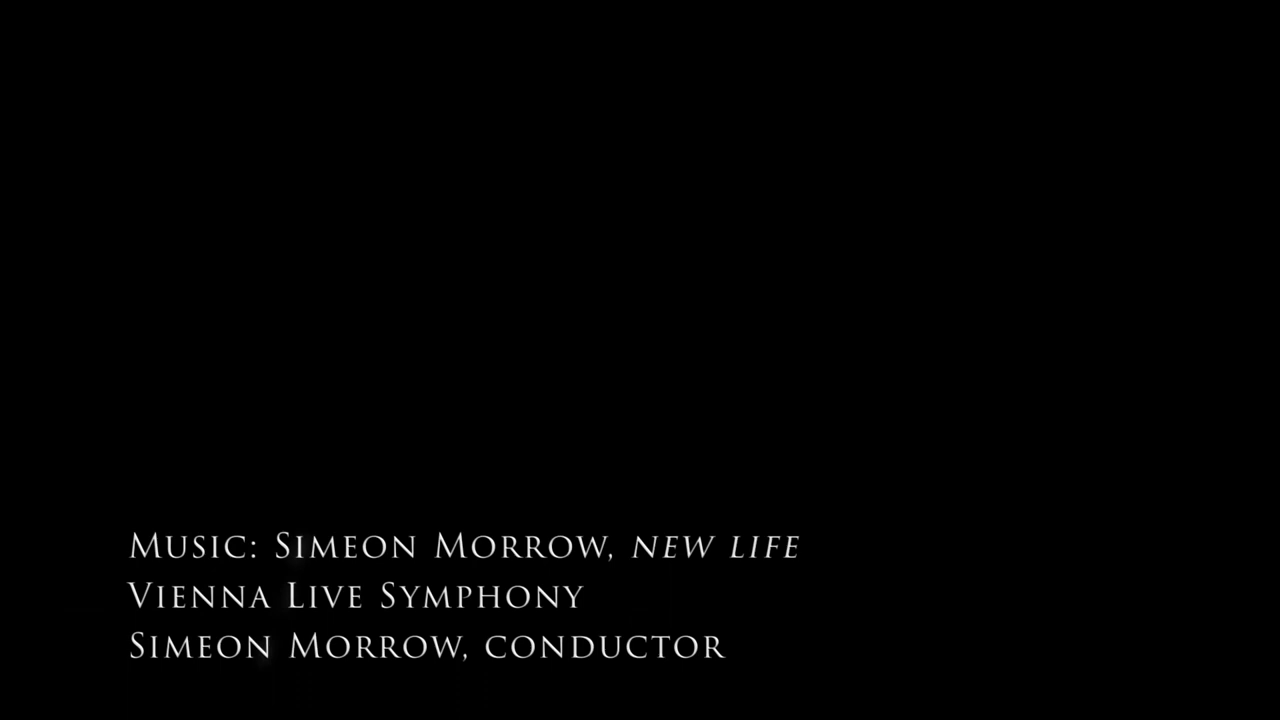 Music: Simeon Morrow, new life
Vienna Live Symphony
Simeon Morrow, conductor